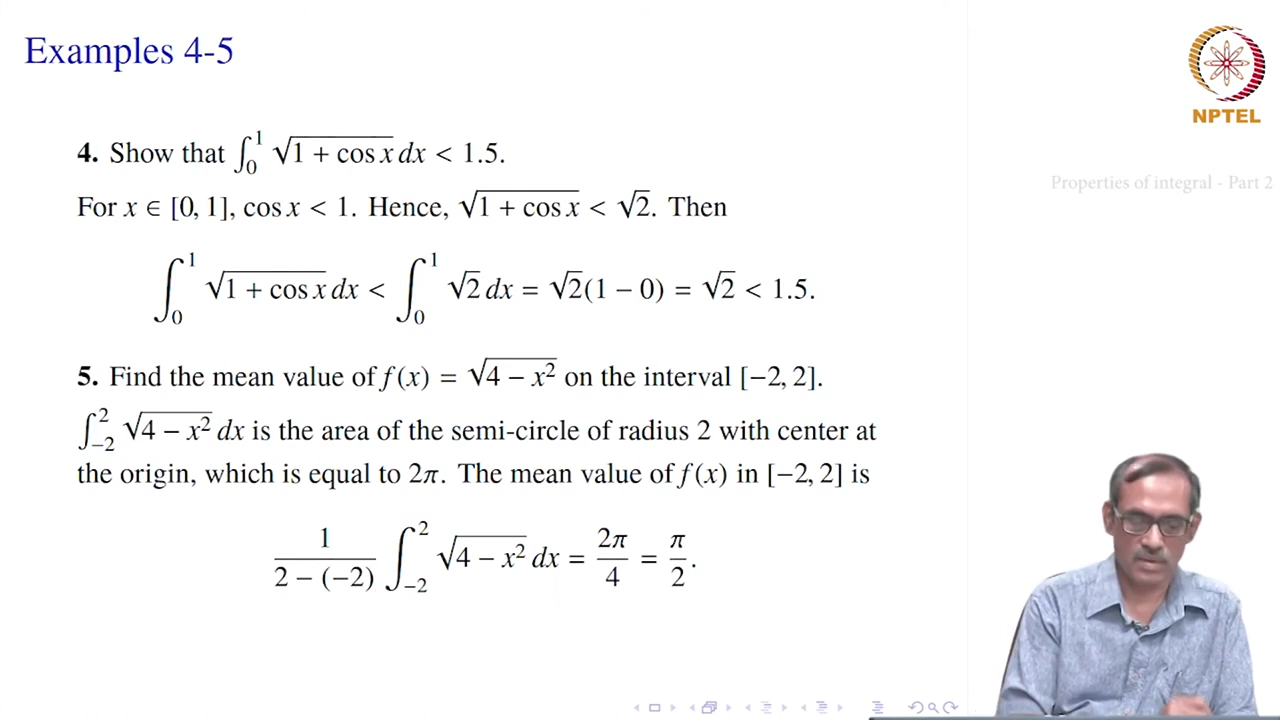 Examples 4-5
NPTEL
Properties of integral - Part 2
4. Show that ∫₀¹ √(1 + cos x) dx < 1.5.
For x ∈ [0, 1], cos x < 1. Hence, √(1 + cos x) < √2. Then
∫₀¹ √(1 + cos x) dx < ∫₀¹ √2 dx = √2(1 − 0) = √2 < 1.5.
5. Find the mean value of f(x) = √(4 − x²) on the interval [−2, 2].
∫₋₂² √(4 − x²) dx is the area of the semi-circle of radius 2 with center at
the origin, which is equal to 2π. The mean value of f(x) in [−2, 2] is
1/(2 − (−2)) ∫₋₂² √(4 − x²) dx = 2π/4 = π/2.